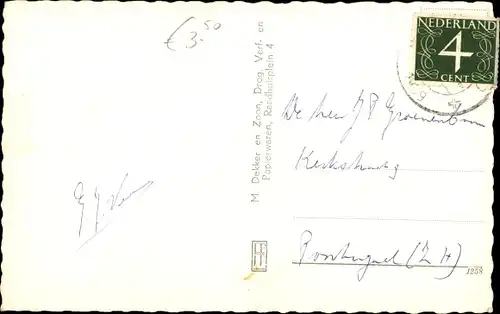 € 3.50
NEDERLAND
4
CENT
M. Dekker en Zoon, Drog., Verf- en
Papierwaren, Raadhuisplein 4
De heer J P Groenenboom
Kerkstraat
Poortugaal (Z H)
1258